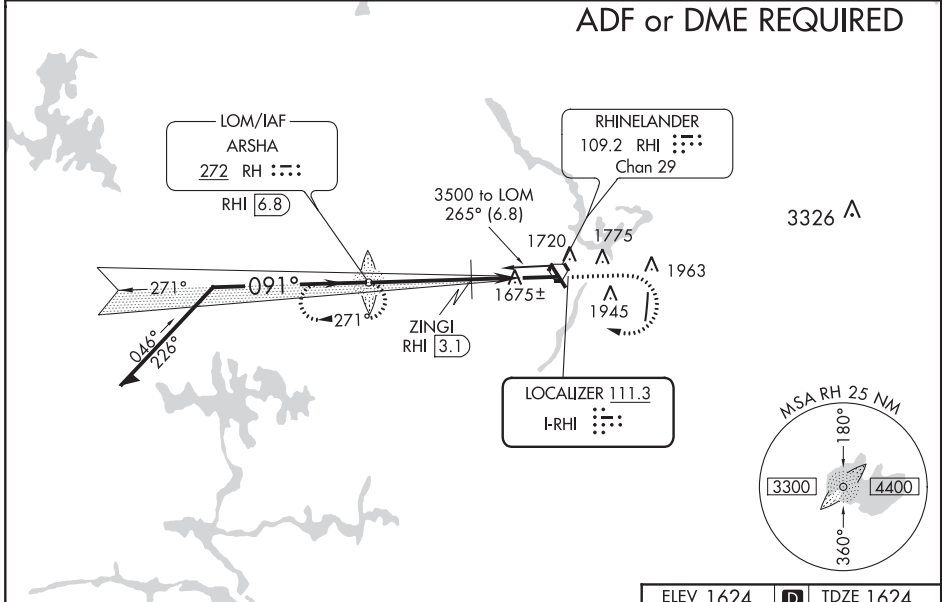 ADF or DME REQUIRED
LOM/IAF
ARSHA
272 RH
RHI 6.8
RHINELANDER
109.2 RHI
Chan 29
3500 to LOM
265° (6.8)
3326
1720
1775
1963
1675±
1945
271°
091°
271°
046°
226°
ZINGI
RHI 3.1
LOCALIZER 111.3
I-RHI
MSA RH 25 NM
180°
3300
4400
360°
ELEV 1624 D TDZE 1624